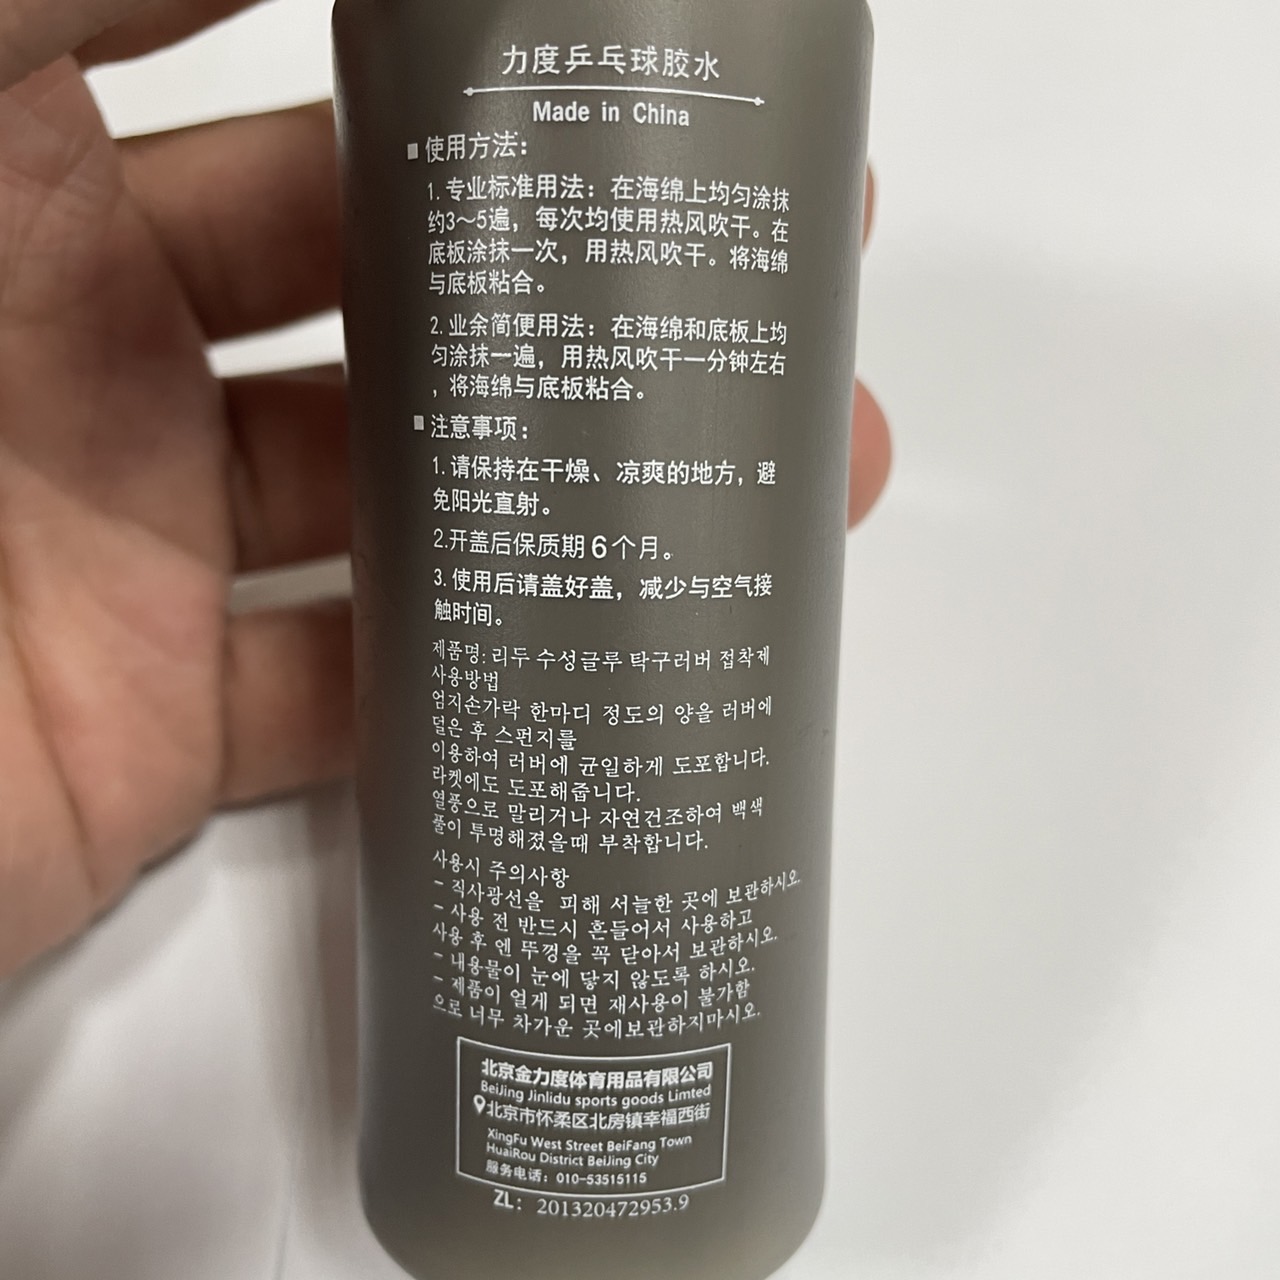 力度乒乓球胶水
Made in China
■ 使用方法：
1. 专业标准用法：在海绵上均匀涂抹
约3～5遍，每次均使用热风吹干。在
底板涂抹一次，用热风吹干。将海绵
与底板粘合。
2. 业余简便用法：在海绵和底板上均
匀涂抹一遍，用热风吹干一分钟左右
，将海绵与底板粘合。
■ 注意事项：
1. 请保持在干燥、凉爽的地方，避
免阳光直射。
2.开盖后保质期6个月。
3. 使用后请盖好盖，减少与空气接
触时间。
제품명: 리두 수성글루 탁구러버 접착제
사용방법
엄지손가락 한마디 정도의 양을 러버에
덜은 후 스펀지를
이용하여 러버에 균일하게 도포합니다.
라켓에도 도포해줍니다.
열풍으로 말리거나 자연건조하여 백색
풀이 투명해졌을때 부착합니다.
사용시 주의사항
- 직사광선을 피해 서늘한 곳에 보관하시오.
- 사용 전 반드시 흔들어서 사용하고
사용 후 엔 뚜껑을 꼭 닫아서 보관하시오.
- 내용물이 눈에 닿지 않도록 하시오.
- 제품이 얼게 되면 재사용이 불가함
으로 너무 차가운 곳에보관하지마시오.
北京金力度体育用品有限公司
BeiJing Jinlidu sports goods Limted
北京市怀柔区北房镇幸福西街
XingFu West Street BeiFang Town
HuaiRou District BeiJing City
服务电话：010-53515115
ZL：201320472953.9